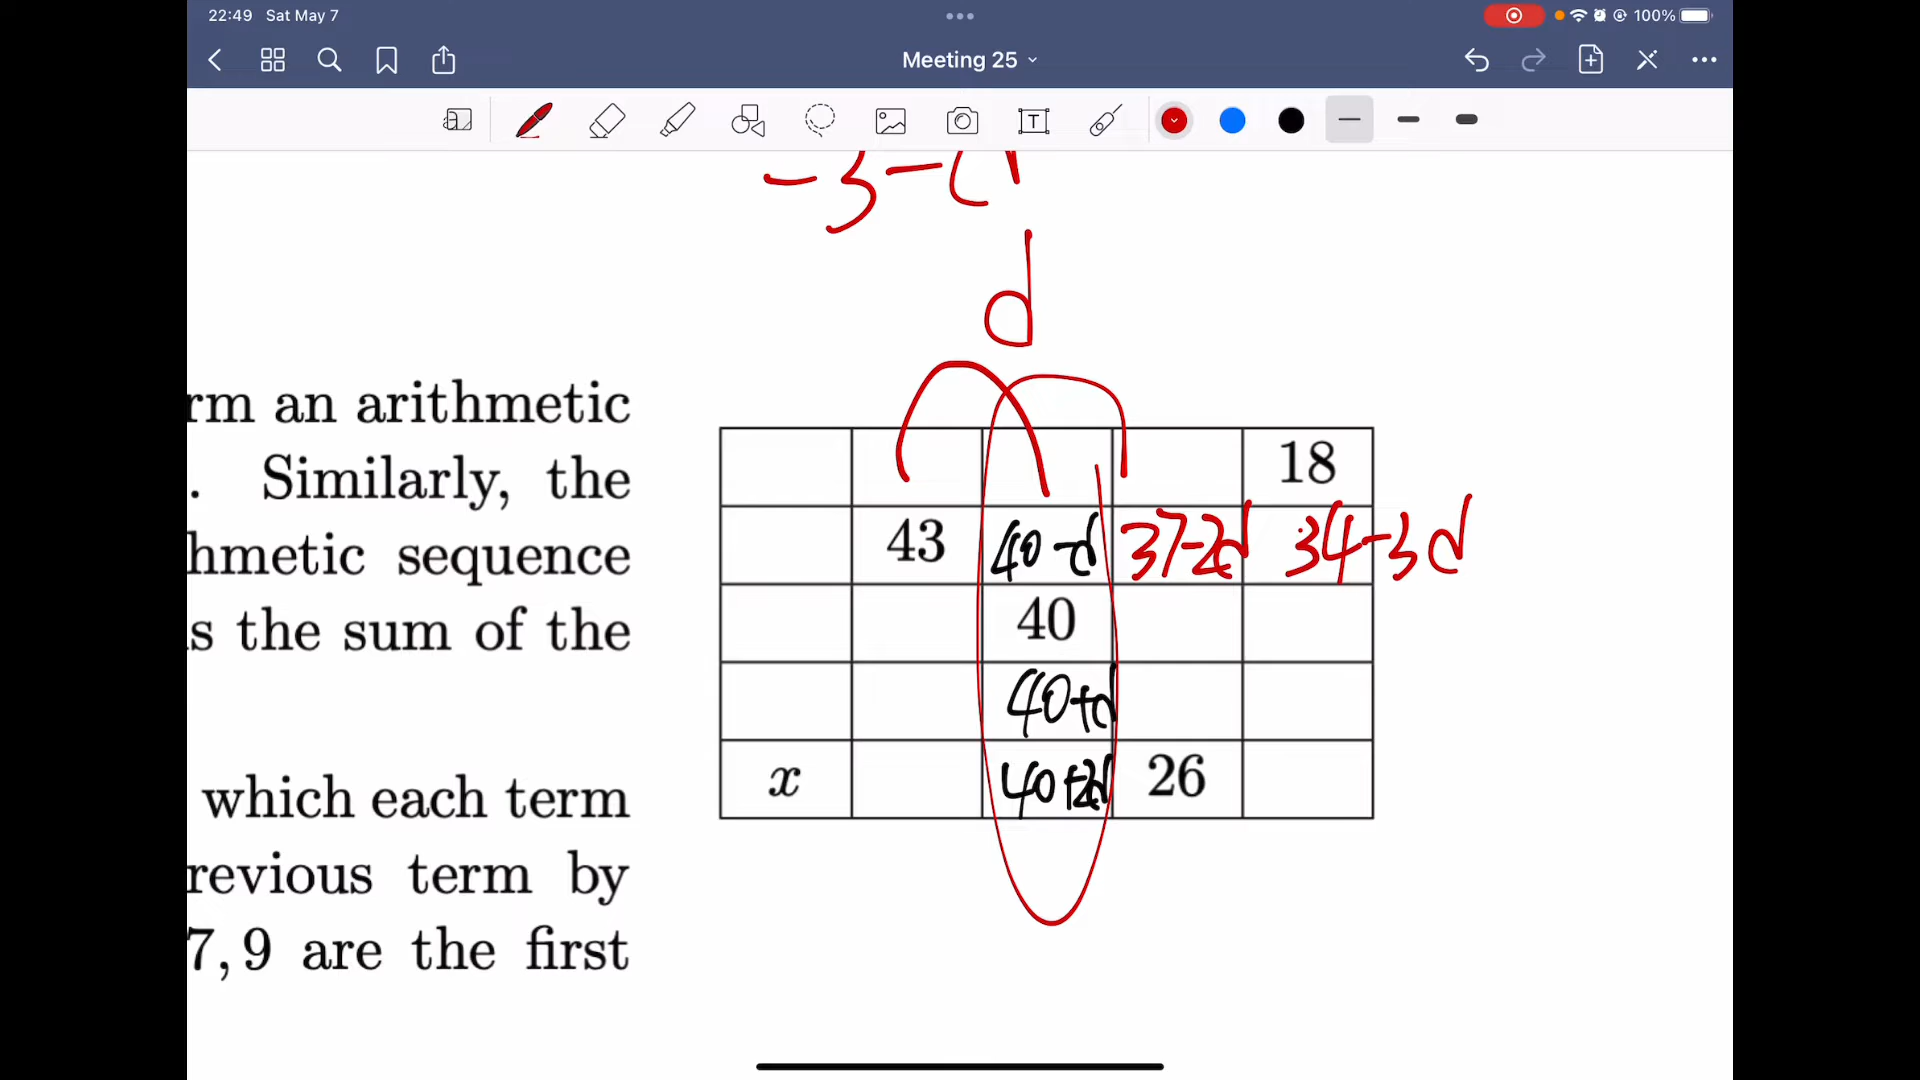 22:49 Sat May 7
100%
Meeting 25
T
-3-d
d
rm an arithmetic
. Similarly, the
hmetic sequence
s the sum of the
which each term
revious term by
7, 9 are the first
18
43 40-d 37-2d 34-3d
40
40+d
x 40+2d 26